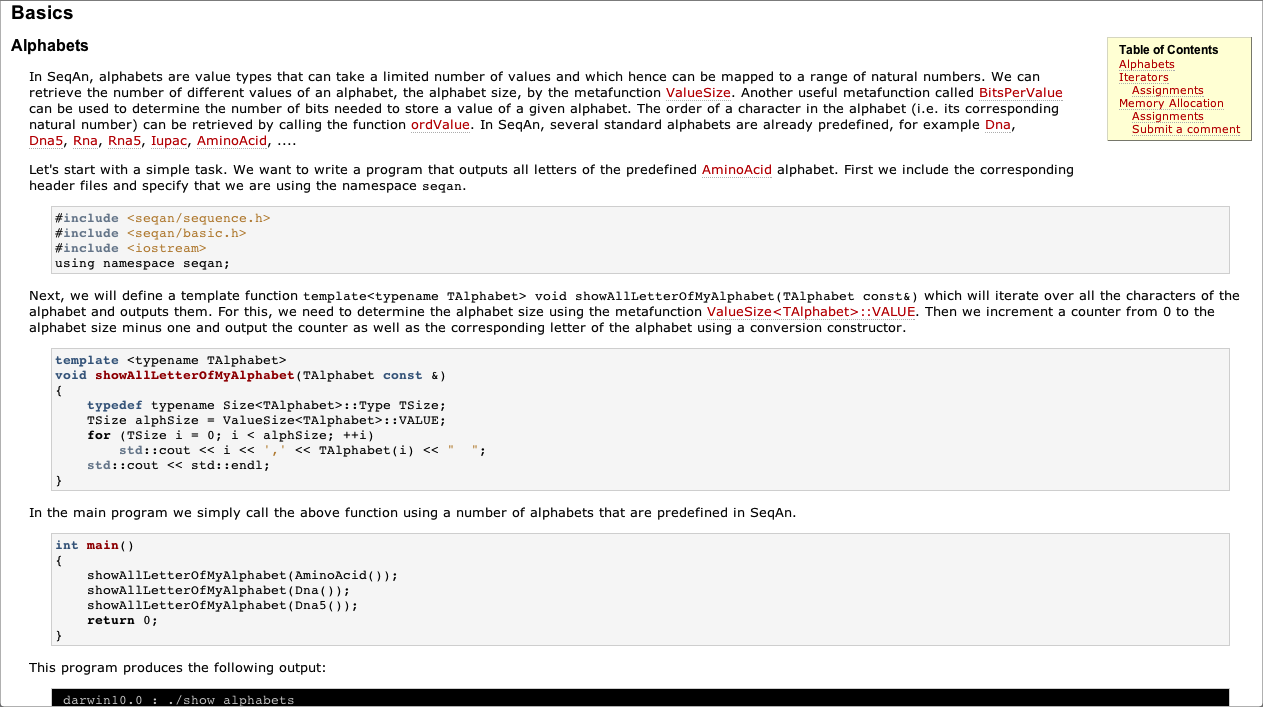 Basics
Alphabets
Table of Contents
Alphabets
Iterators
Assignments
Memory Allocation
Assignments
Submit a comment
In SeqAn, alphabets are value types that can take a limited number of values and which hence can be mapped to a range of natural numbers. We can
retrieve the number of different values of an alphabet, the alphabet size, by the metafunction ValueSize. Another useful metafunction called BitsPerValue
can be used to determine the number of bits needed to store a value of a given alphabet. The order of a character in the alphabet (i.e. its corresponding
natural number) can be retrieved by calling the function ordValue. In SeqAn, several standard alphabets are already predefined, for example Dna,
Dna5, Rna, Rna5, Iupac, AminoAcid, ....
Let's start with a simple task. We want to write a program that outputs all letters of the predefined AminoAcid alphabet. First we include the corresponding
header files and specify that we are using the namespace seqan.
#include <seqan/sequence.h>
#include <seqan/basic.h>
#include <iostream>
using namespace seqan;
Next, we will define a template function template<typename TAlphabet> void showAllLetterOfMyAlphabet(TAlphabet const&) which will iterate over all the characters of the
alphabet and outputs them. For this, we need to determine the alphabet size using the metafunction ValueSize<TAlphabet>::VALUE. Then we increment a counter from 0 to the
alphabet size minus one and output the counter as well as the corresponding letter of the alphabet using a conversion constructor.
template <typename TAlphabet>
void showAllLetterOfMyAlphabet(TAlphabet const &)
{
    typedef typename Size<TAlphabet>::Type TSize;
    TSize alphSize = ValueSize<TAlphabet>::VALUE;
    for (TSize i = 0; i < alphSize; ++i)
        std::cout << i << ',' << TAlphabet(i) << "  ";
    std::cout << std::endl;
}
In the main program we simply call the above function using a number of alphabets that are predefined in SeqAn.
int main()
{
    showAllLetterOfMyAlphabet(AminoAcid());
    showAllLetterOfMyAlphabet(Dna());
    showAllLetterOfMyAlphabet(Dna5());
    return 0;
}
This program produces the following output:
darwin10.0 : ./show alphabets